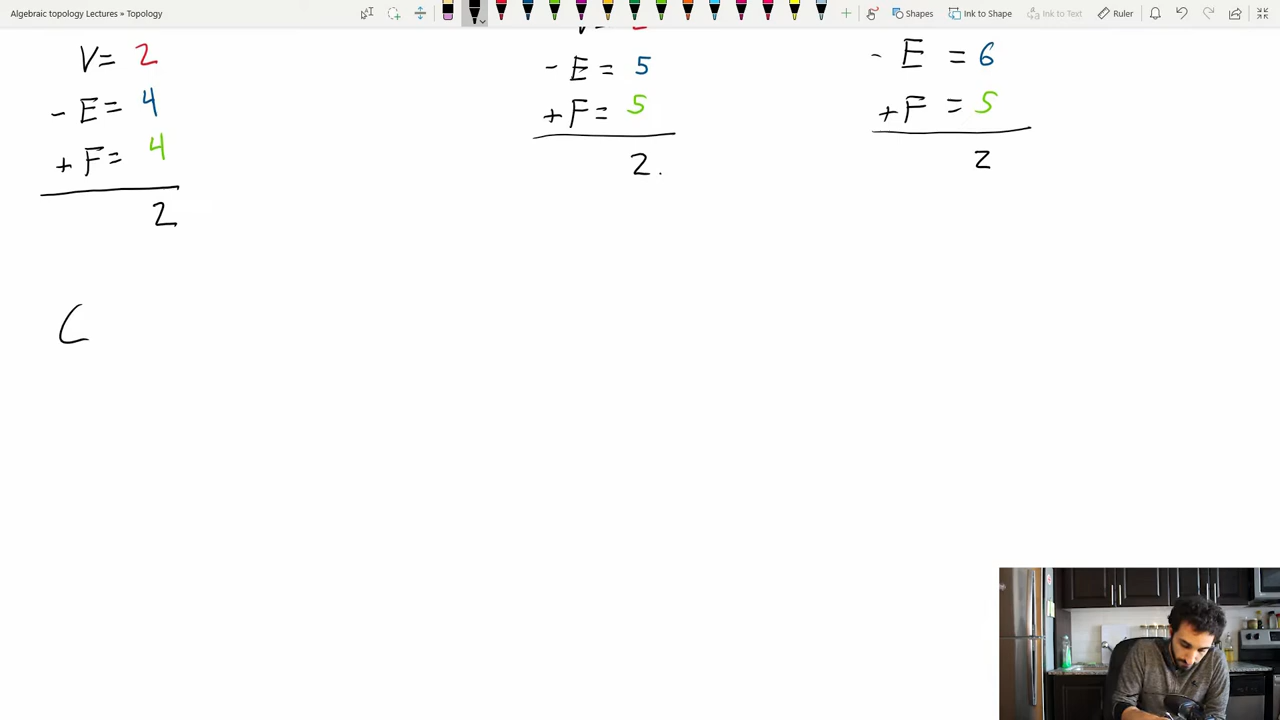 Algebraic topology Lectures » Topology
Shapes
Ink to Shape
Ink to Text
Ruler
V= 2
- E= 4
+ F= 4
2
- E = 5
+ F = 5
2.
- E = 6
+ F = 5
2
C